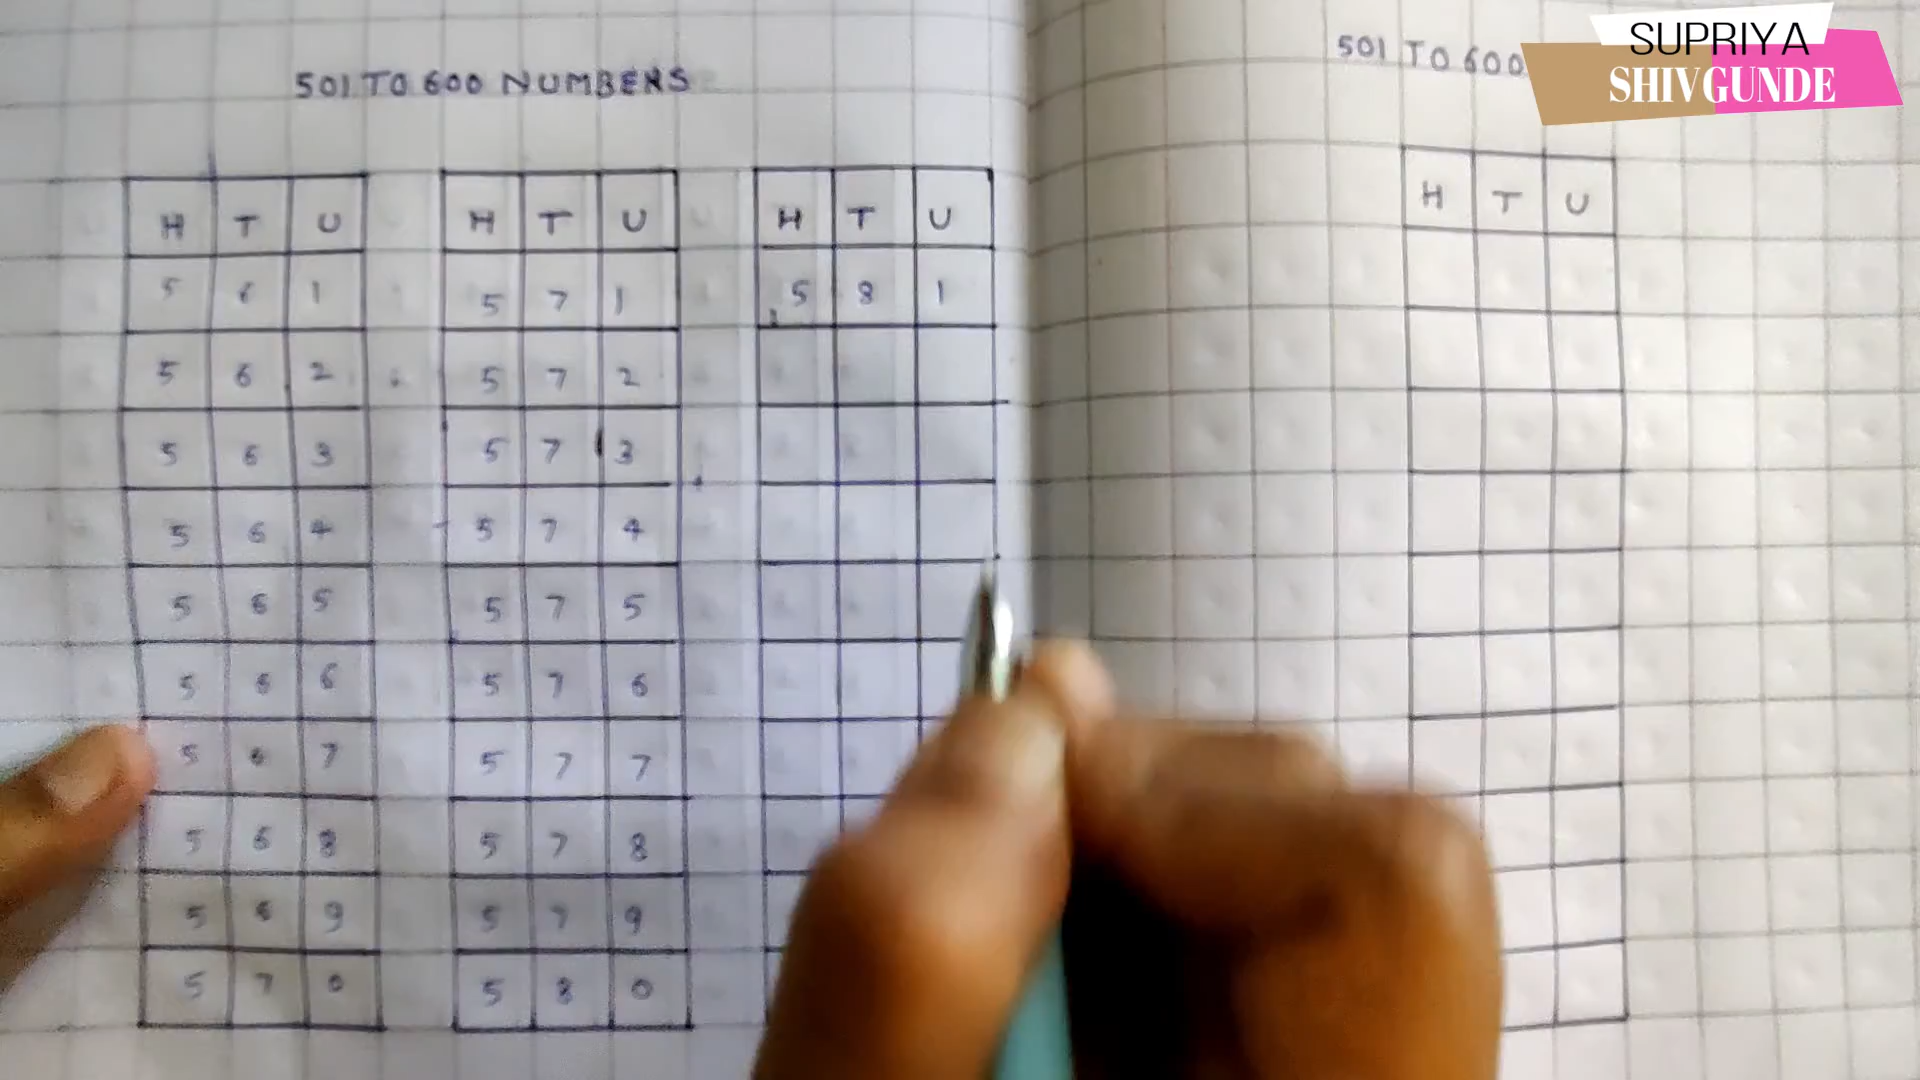 501 TO 600 NUMBERS
H T U
5 6 1
5 6 2
5 6 3
5 6 4
5 6 5
5 6 6
5 6 7
5 6 8
5 6 9
5 7 0
H T U
5 7 1
5 7 2
5 7 3
5 7 4
5 7 5
5 7 6
5 7 7
5 7 8
5 7 9
5 8 0
H T U
5 8 1
501 TO 600
H T U
SUPRIYA
SHIVGUNDE